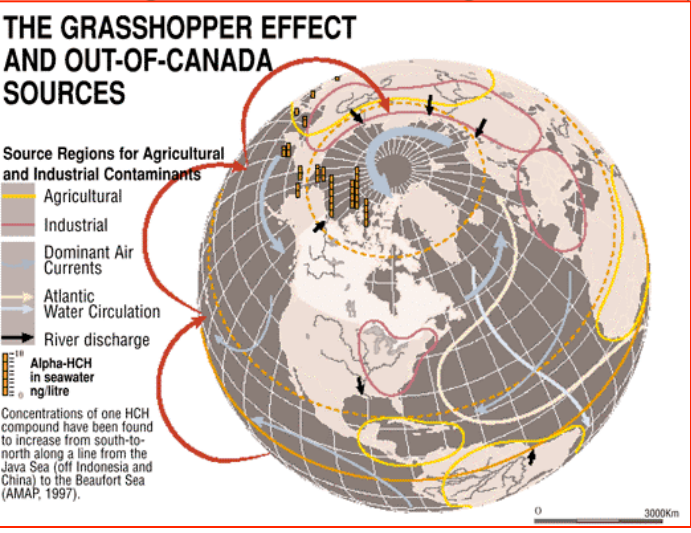 THE GRASSHOPPER EFFECT
AND OUT-OF-CANADA
SOURCES
Source Regions for Agricultural
and Industrial Contaminants
Agricultural
Industrial
Dominant Air
Currents
Atlantic
Water Circulation
River discharge
10
0
Alpha-HCH
in seawater
ng/litre
Concentrations of one HCH
compound have been found
to increase from south-to-
north along a line from the
Java Sea (off Indonesia and
China) to the Beaufort Sea
(AMAP, 1997).
0 3000Km